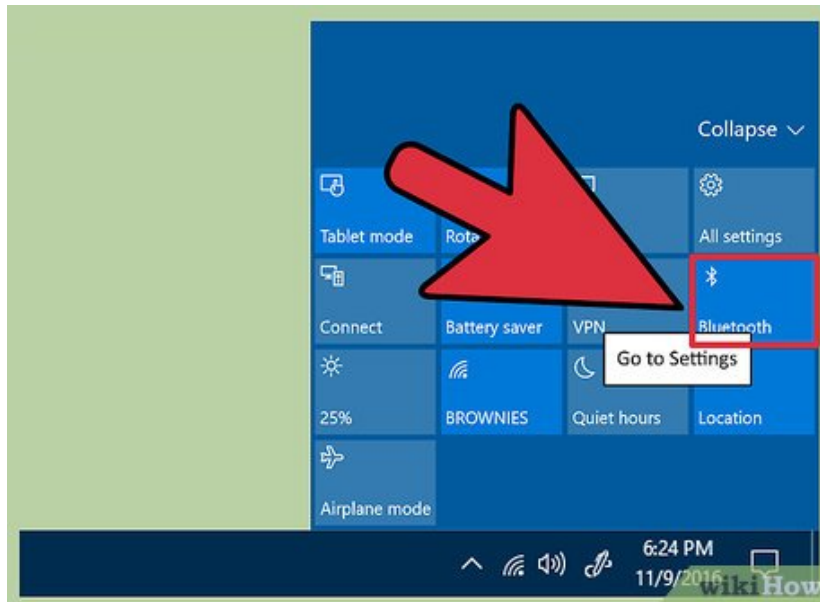 Collapse
Tablet mode
All settings
Connect
Battery saver
VPN
Bluetooth
Go to Settings
25%
BROWNIES
Quiet hours
Location
Airplane mode
6:24 PM
11/9/2016
wikiHow